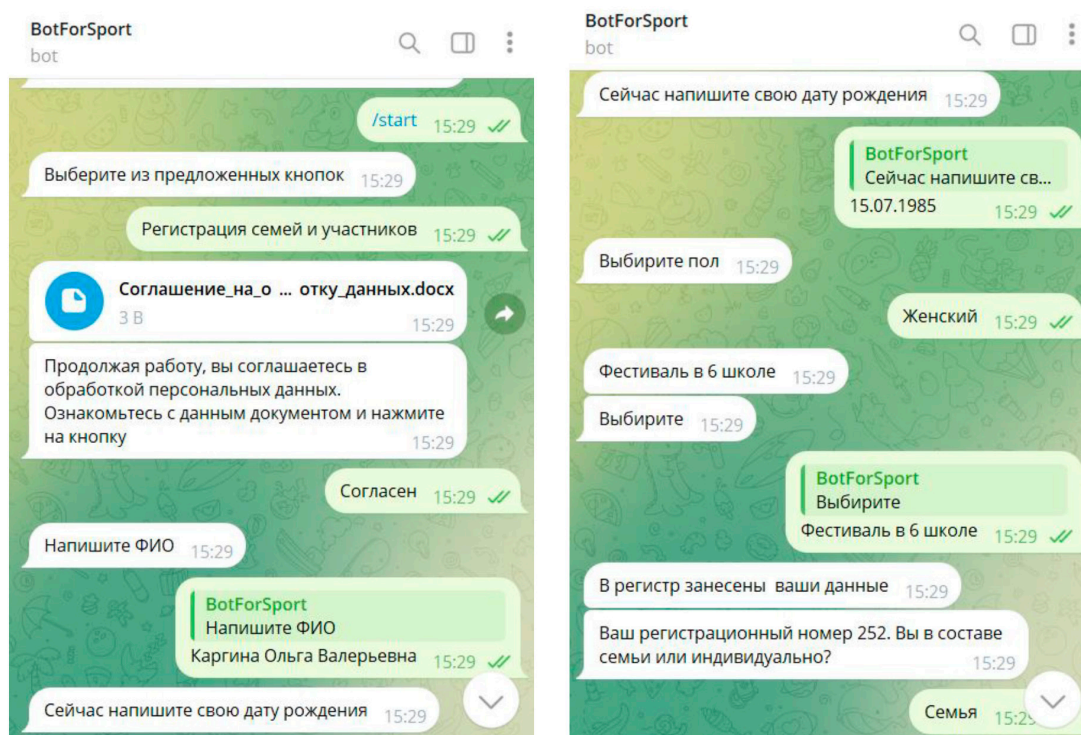 BotForSport
bot
/start 15:29
Выберите из предложенных кнопок 15:29
Регистрация семей и участников 15:29
Соглашение_на_о ... отку_данных.docx
3 B 15:29
Продолжая работу, вы соглашаетесь в
обработкой персональных данных.
Ознакомьтесь с данным документом и нажмите
на кнопку 15:29
Согласен 15:29
Напишите ФИО 15:29
BotForSport
Напишите ФИО
Каргина Ольга Валерьевна 15:29
Сейчас напишите свою дату рождения 15:29
BotForSport
bot
Сейчас напишите свою дату рождения 15:29
BotForSport
Сейчас напишите св...
15.07.1985 15:29
Выбирите пол 15:29
Женский 15:29
Фестиваль в 6 школе 15:29
Выбирите 15:29
BotForSport
Выбирите
Фестиваль в 6 школе 15:29
В регистр занесены ваши данные 15:29
Ваш регистрационный номер 252. Вы в составе
семьи или индивидуально? 15:29
Семья